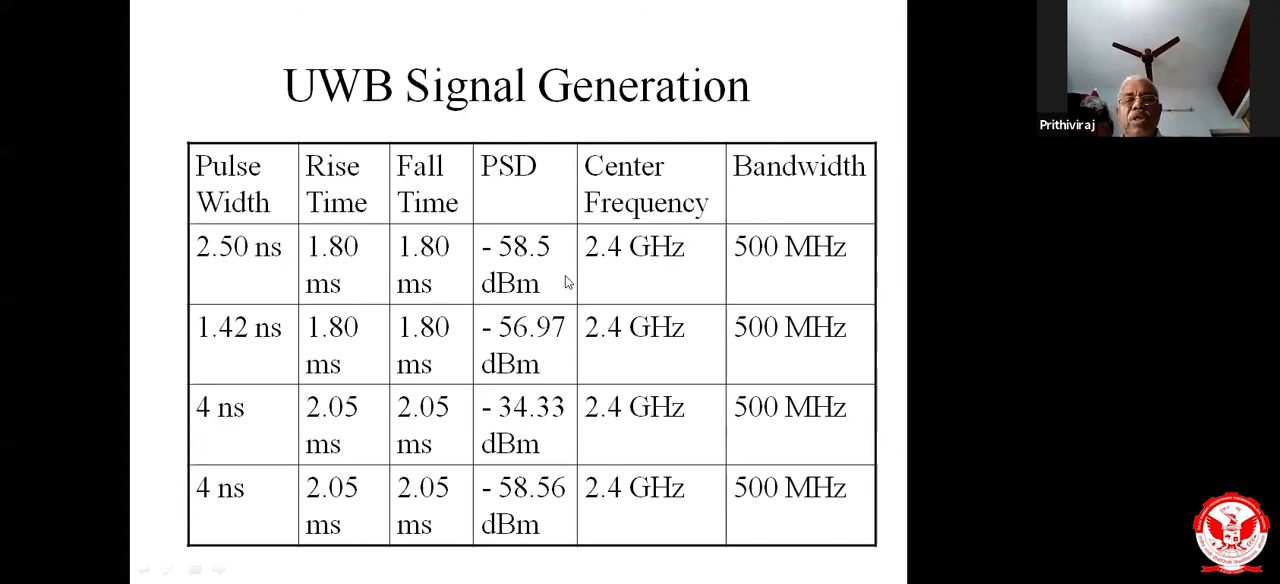 UWB Signal Generation
Pulse Width Rise Time Fall Time PSD Center Frequency Bandwidth
2.50 ns 1.80 ms 1.80 ms - 58.5 dBm 2.4 GHz 500 MHz
1.42 ns 1.80 ms 1.80 ms - 56.97 dBm 2.4 GHz 500 MHz
4 ns 2.05 ms 2.05 ms - 34.33 dBm 2.4 GHz 500 MHz
4 ns 2.05 ms 2.05 ms - 58.56 dBm 2.4 GHz 500 MHz
Prithiviraj